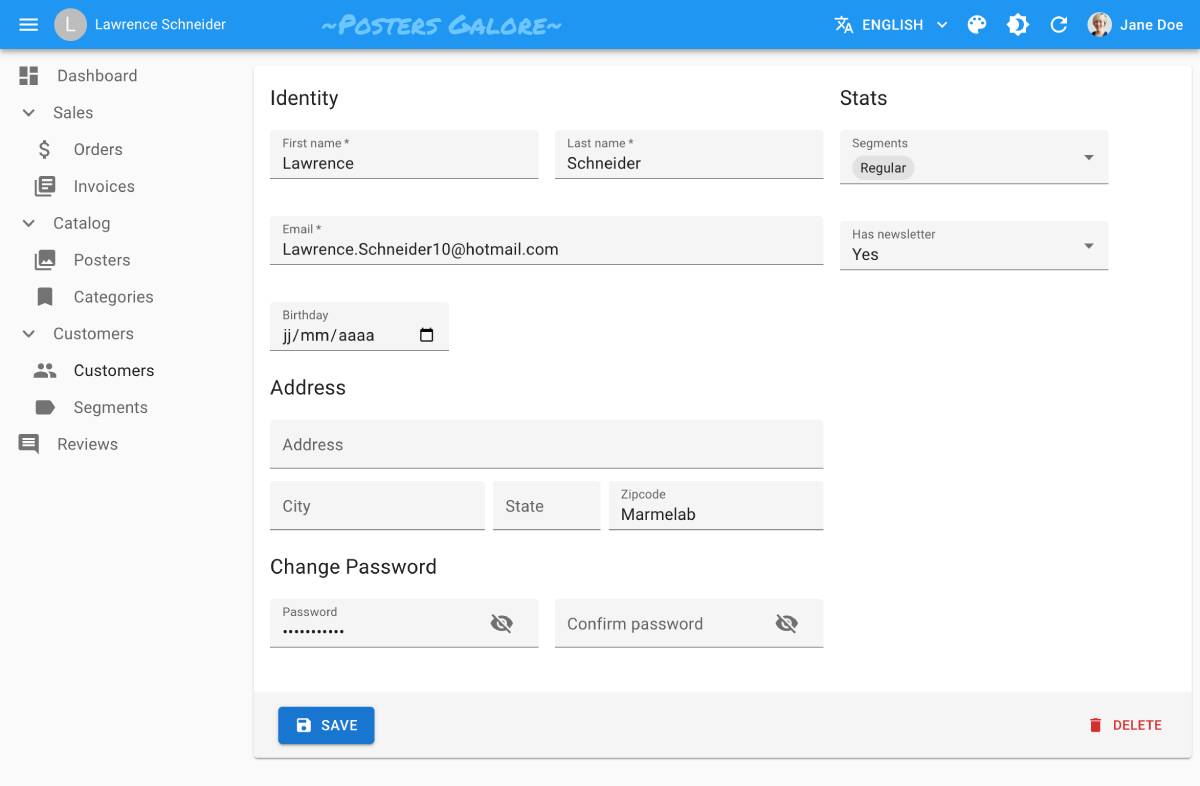 L Lawrence Schneider ~Posters Galore~ ENGLISH Jane Doe
Dashboard
Sales
Orders
Invoices
Catalog
Posters
Categories
Customers
Customers
Segments
Reviews
Identity
First name *
Lawrence
Last name *
Schneider
Email *
Lawrence.Schneider10@hotmail.com
Birthday
jj/mm/aaaa
Address
Address
City
State
Zipcode
Marmelab
Change Password
Password
•••••••••••
Confirm password
Stats
Segments
Regular
Has newsletter
Yes
SAVE
DELETE